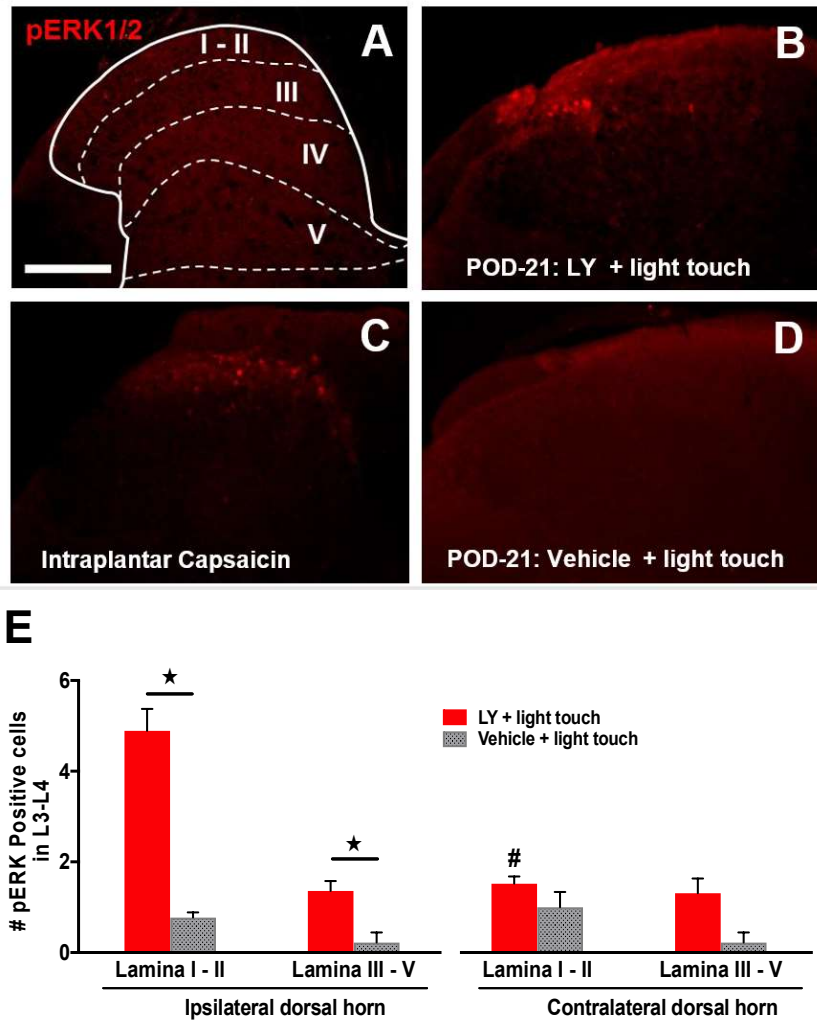 pERK1/2
A
I - II
III
IV
V
B
POD-21: LY + light touch
C
Intraplantar Capsaicin
D
POD-21: Vehicle + light touch
E
# pERK Positive cells
in L3-L4
6
4
2
0
★
★
#
LY + light touch
Vehicle + light touch
Lamina I - II
Lamina III - V
Lamina I - II
Lamina III - V
Ipsilateral dorsal horn
Contralateral dorsal horn